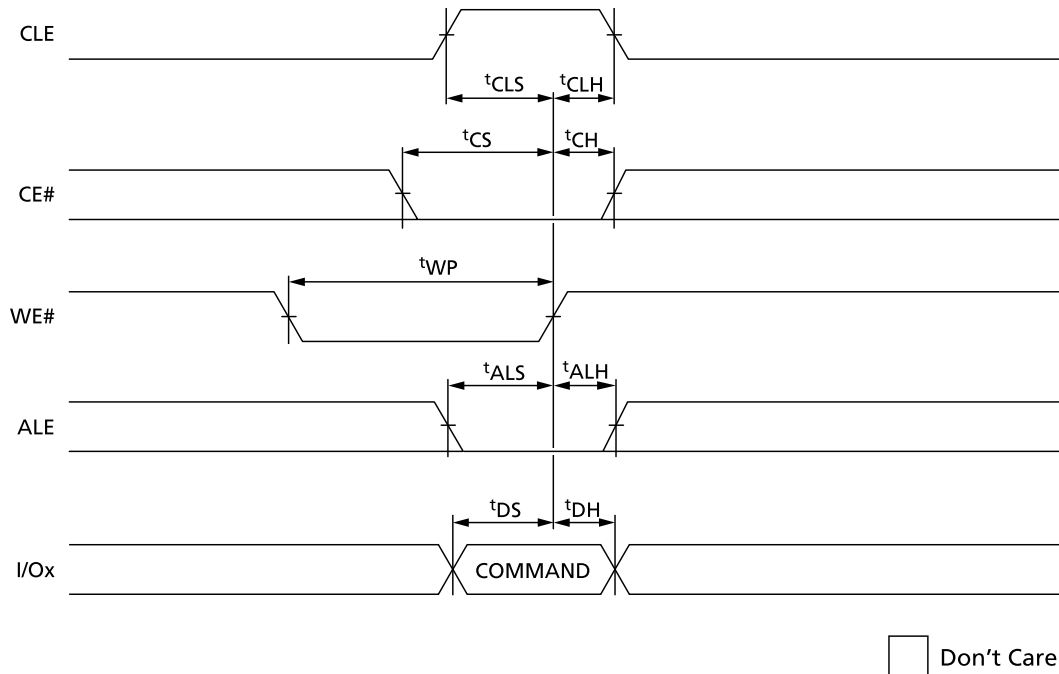 CLE
tCLS tCLH
tCS tCH
CE#
tWP
WE#
tALS tALH
ALE
tDS tDH
I/Ox COMMAND
Don't Care